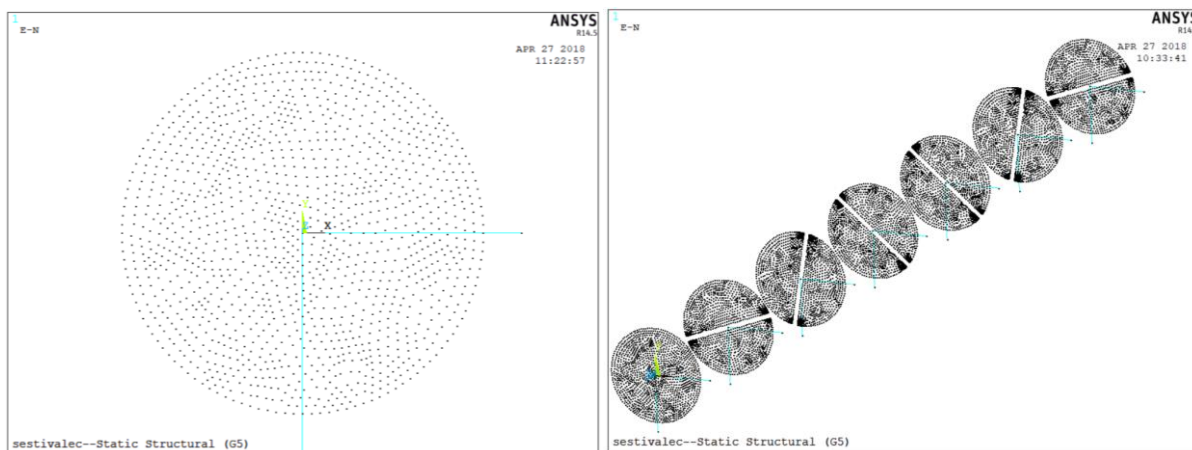 1
E-N
ANSYS
R14.5
APR 27 2018
11:22:57
Y
X
sestivalec--Static Structural (G5)
1
E-N
ANSYS
R14
APR 27 2018
10:33:41
sestivalec--Static Structural (G5)